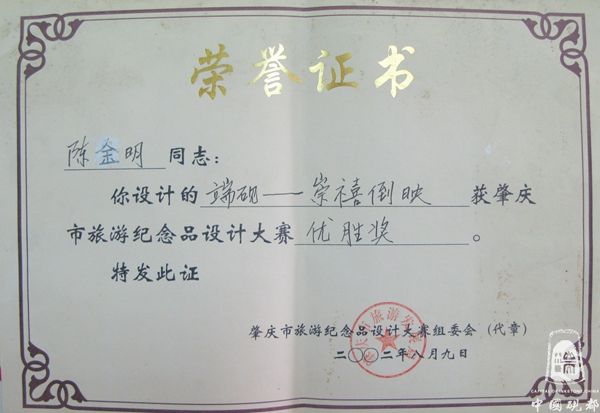 荣誉证书
陈金明 同志：
你设计的 端砚——崇禧倒映 获肇庆
市旅游纪念品设计大赛 优胜奖 。
特发此证
肇庆市旅游纪念品设计大赛组委会（代章）
二〇〇二年八月九日
中國硯都